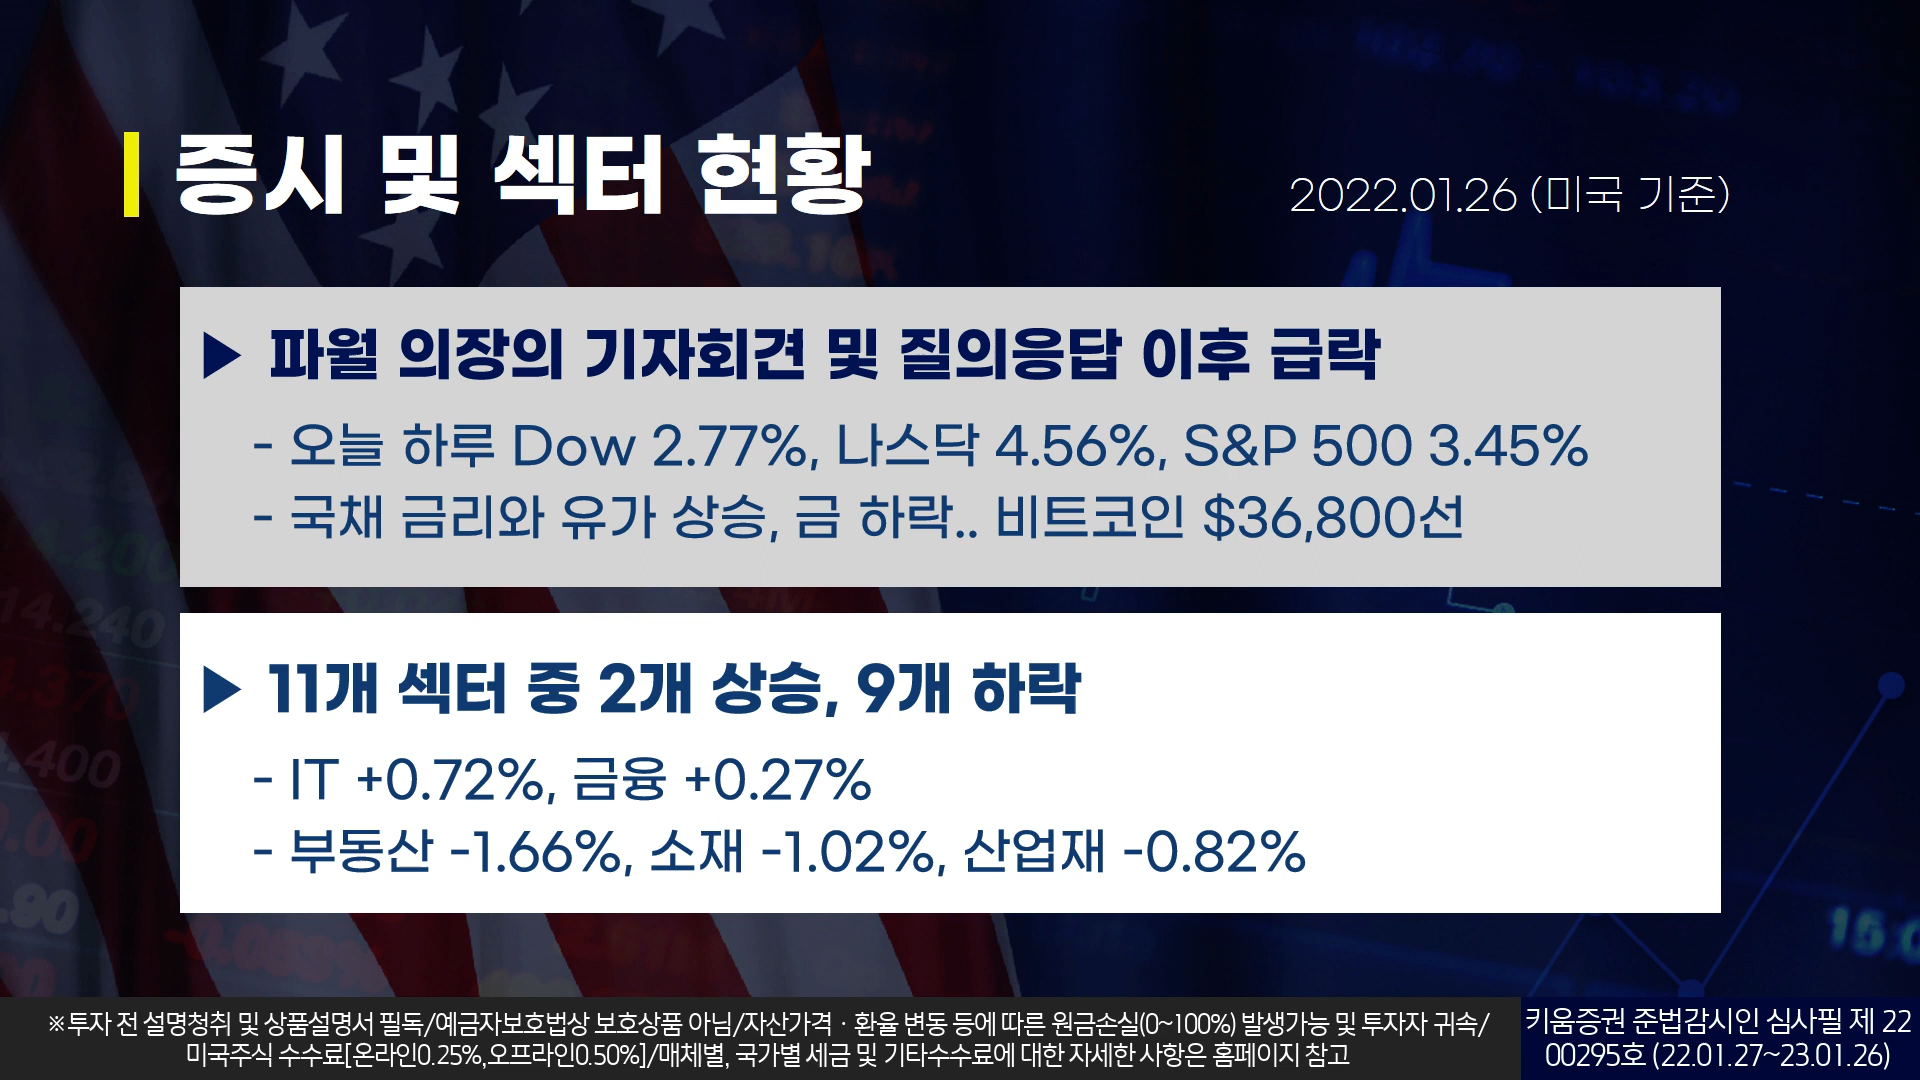 증시 및 섹터 현황
2022.01.26 (미국 기준)
▶ 파월 의장의 기자회견 및 질의응답 이후 급락
- 오늘 하루 Dow 2.77%, 나스닥 4.56%, S&P 500 3.45%
- 국채 금리와 유가 상승, 금 하락.. 비트코인 $36,800선
▶ 11개 섹터 중 2개 상승, 9개 하락
- IT +0.72%, 금융 +0.27%
- 부동산 -1.66%, 소재 -1.02%, 산업재 -0.82%
14.240
4.370
.400
.90
※투자 전 설명청취 및 상품설명서 필독/예금자보호법상 보호상품 아님/자산가격 · 환율 변동 등에 따른 원금손실(0~100%) 발생가능 및 투자자 귀속/
미국주식 수수료[온라인0.25%,오프라인0.50%]/매체별, 국가별 세금 및 기타수수료에 대한 자세한 사항은 홈페이지 참고
키움증권 준법감시인 심사필 제 22
00295호 (22.01.27~23.01.26)